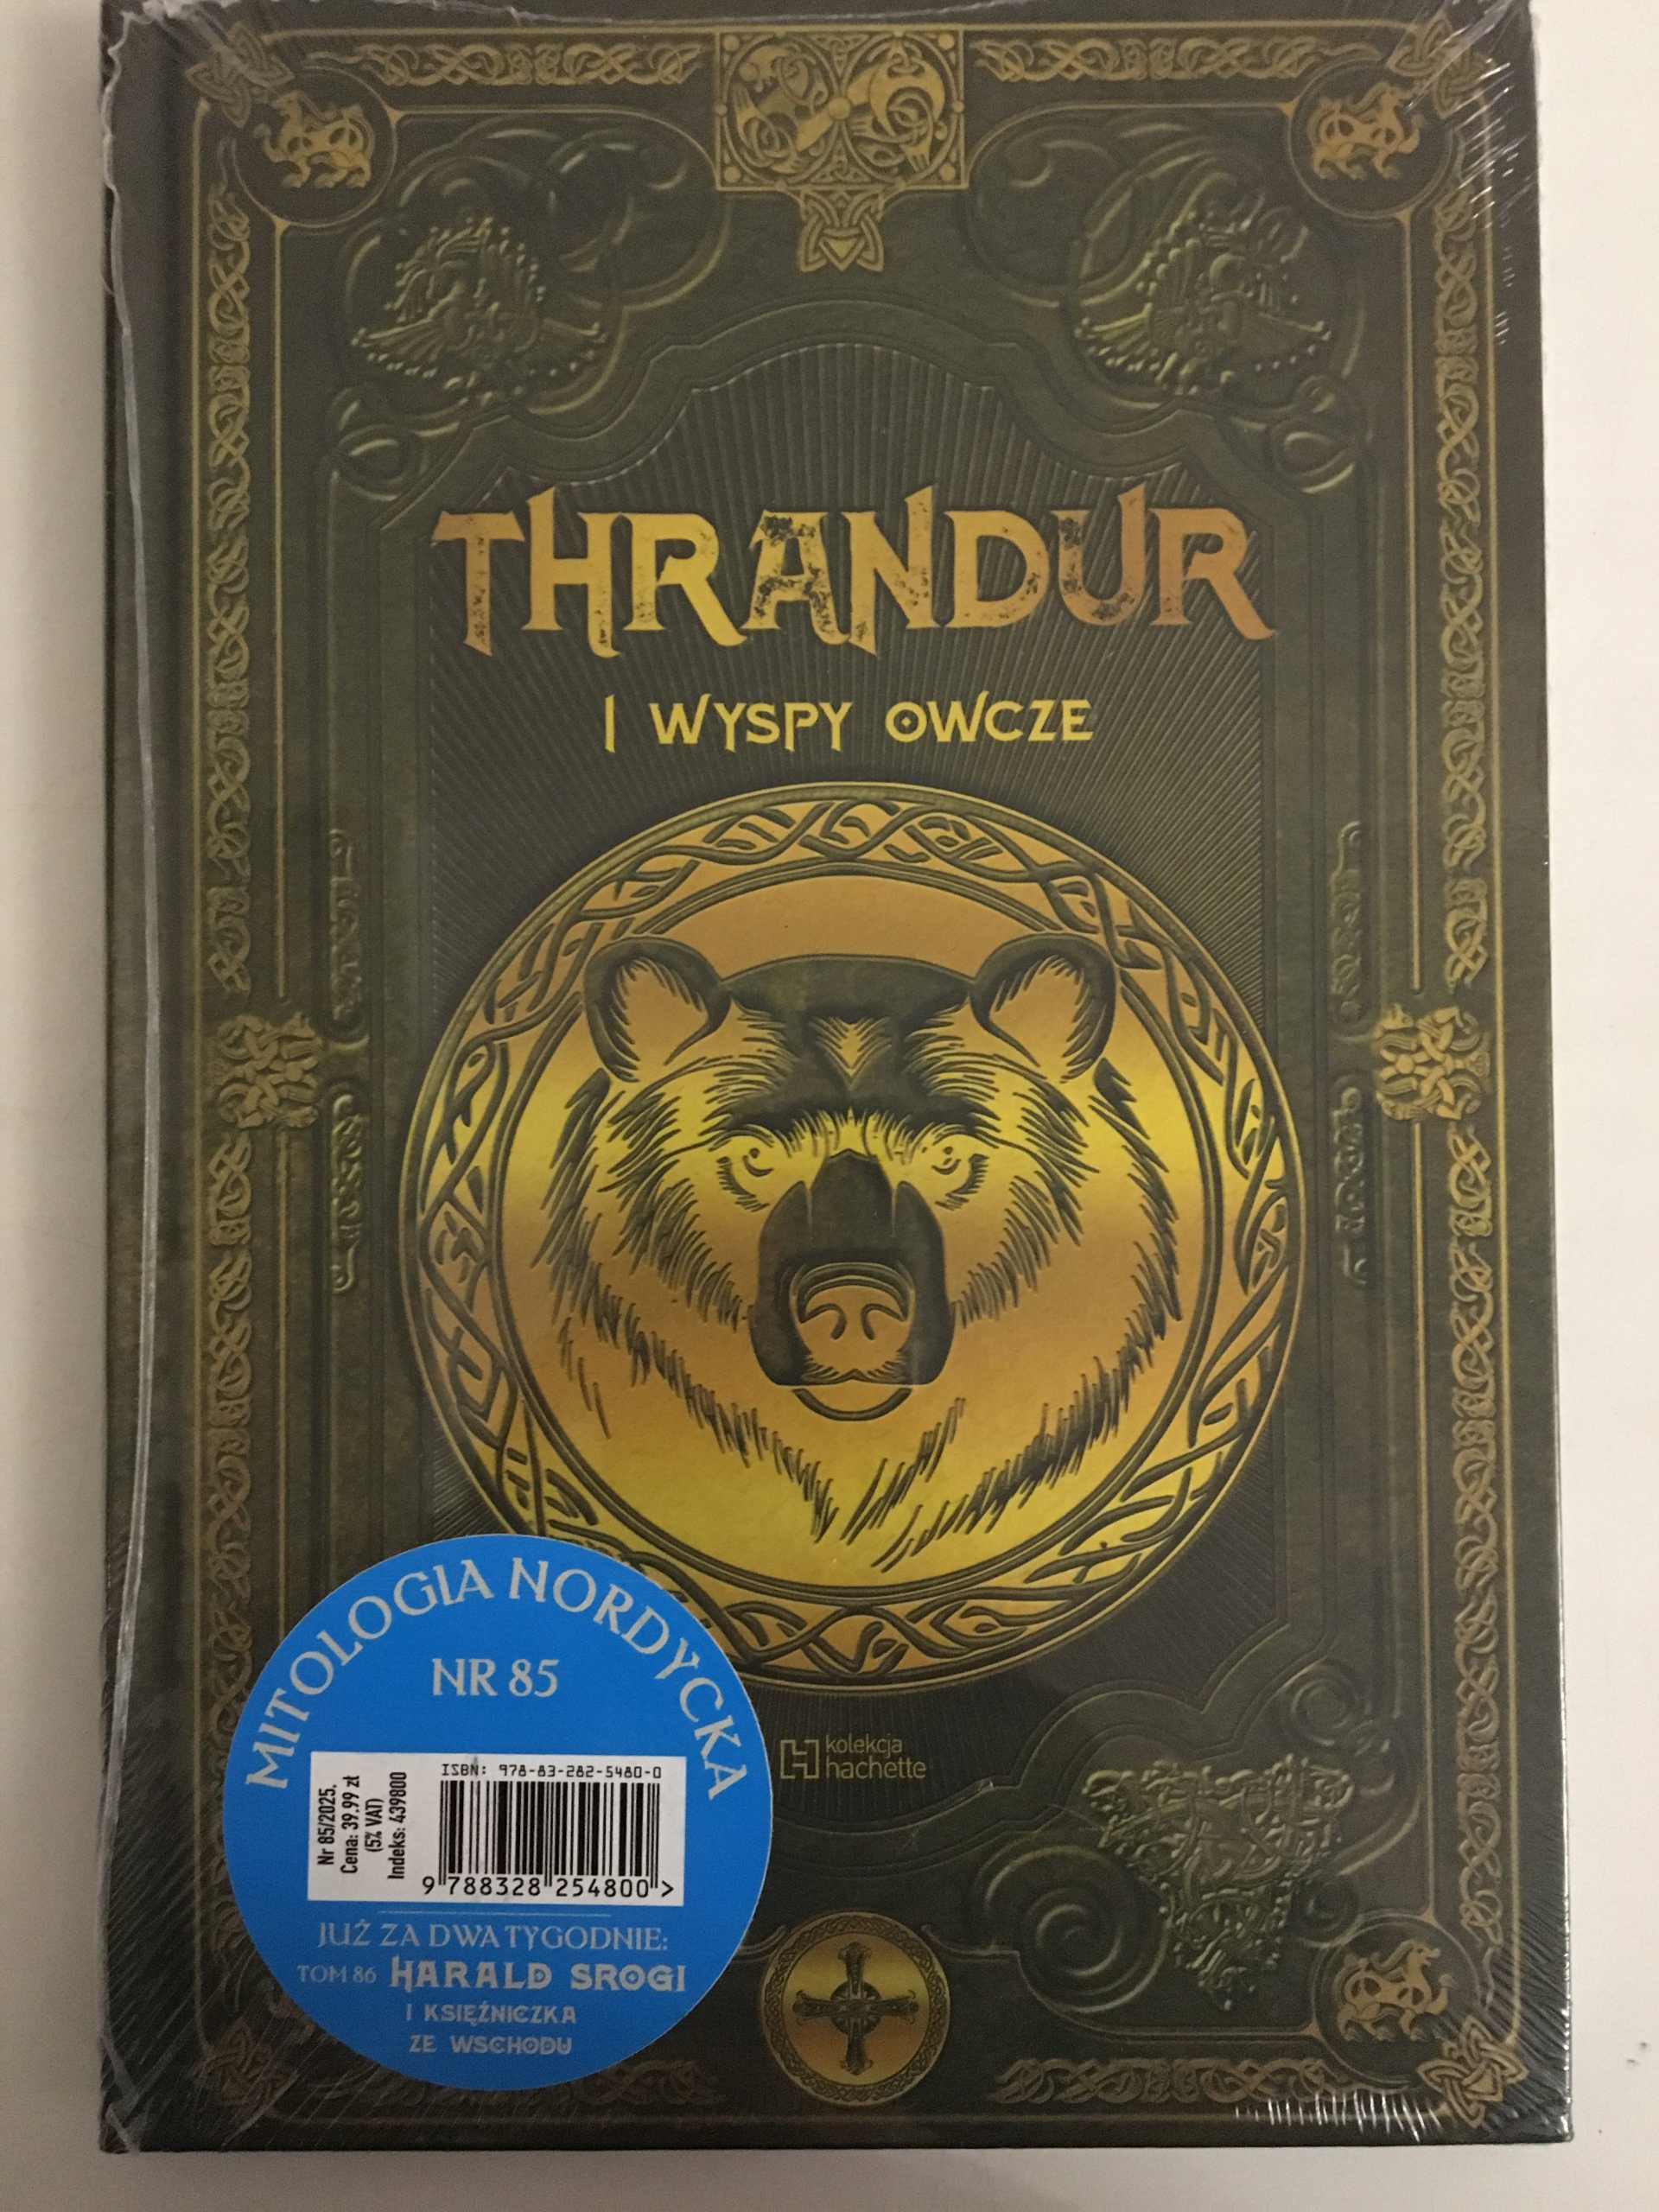 THRANDUR
I WYSPY OWCZE
MITOLOGIA NORDYCKA
NR 85
kolekcja
hachette
Nr 85/2025.
Cena: 39.99 zł
(5% VAT)
Indeks: 439800
ISBN: 978-83-282-5480-0
9 788328 254800 >
JUŻ ZA DWA TYGODNIE:
TOM 86 HARALD SROGI
I KSIĘŻNICZKA
ZE WSCHODU